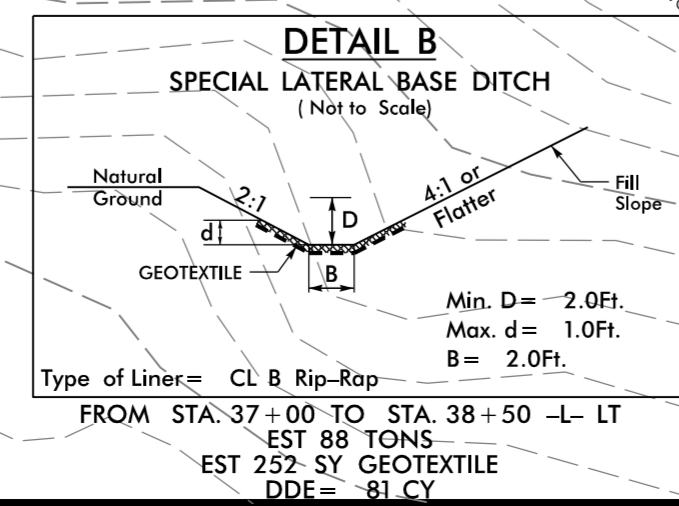 DETAIL B
SPECIAL LATERAL BASE DITCH
( Not to Scale)
Natural
Ground
2:1
D
4:1 or
Flatter
Fill
Slope
d
GEOTEXTILE
B
Min. D= 2.0Ft.
Max. d= 1.0Ft.
B= 2.0Ft.
Type of Liner= CL B Rip-Rap
FROM STA. 37+00 TO STA. 38+50 -L- LT
EST 88 TONS
EST 252 SY GEOTEXTILE
DDE= 81 CY